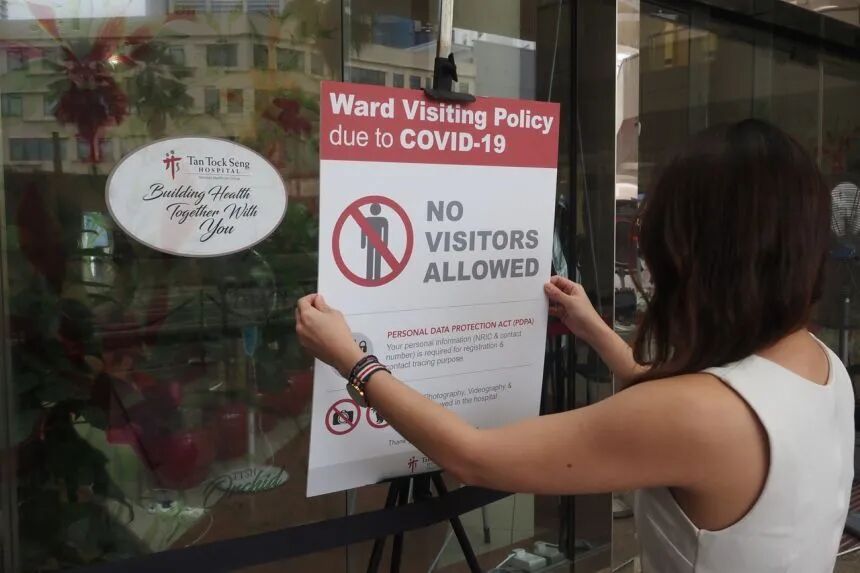 Tan Tock Seng
HOSPITAL
Building Health
Together With
You
Ward Visiting Policy
due to COVID-19
NO
VISITORS
ALLOWED
PERSONAL DATA PROTECTION ACT (PDPA)
Your personal information (NRIC & contact
number) is required for registration &
contact tracing purpose
Photography, Videography &
in the hospital
TTSH
Orchid